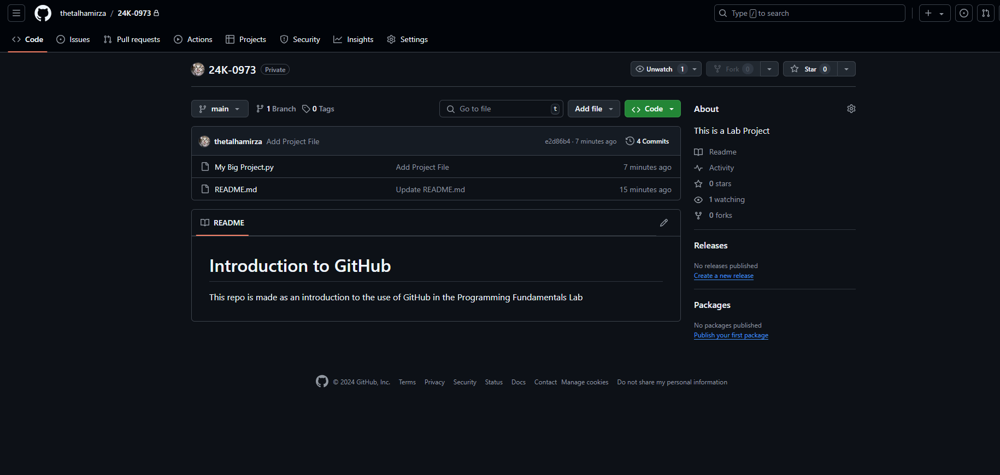 thetalhamirza / 24K-0973
Type / to search
Code Issues Pull requests Actions Projects Security Insights Settings
24K-0973 Private
Unwatch 1 Fork 0 Star 0
main 1 Branch 0 Tags
Go to file t Add file Code
thetalhamirza Add Project File e2d86b4 · 7 minutes ago 4 Commits
My Big Project.py Add Project File 7 minutes ago
README.md Update README.md 15 minutes ago
README
Introduction to GitHub
This repo is made as an introduction to the use of GitHub in the Programming Fundamentals Lab
About
This is a Lab Project
Readme
Activity
0 stars
1 watching
0 forks
Releases
No releases published
Create a new release
Packages
No packages published
Publish your first package
© 2024 GitHub, Inc. Terms Privacy Security Status Docs Contact Manage cookies Do not share my personal information